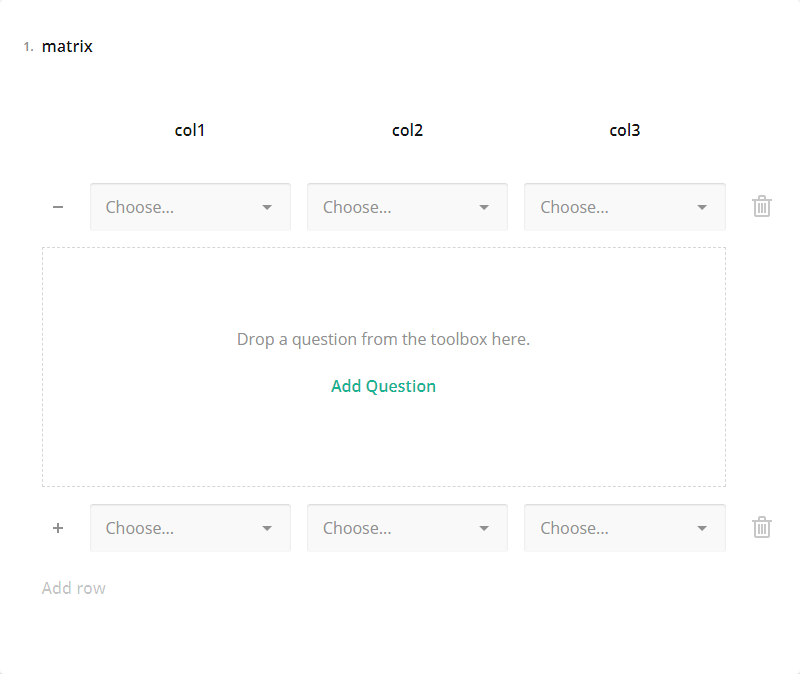 1. matrix
col1 col2 col3
Choose... Choose... Choose...
Drop a question from the toolbox here.
Add Question
Choose... Choose... Choose...
Add row